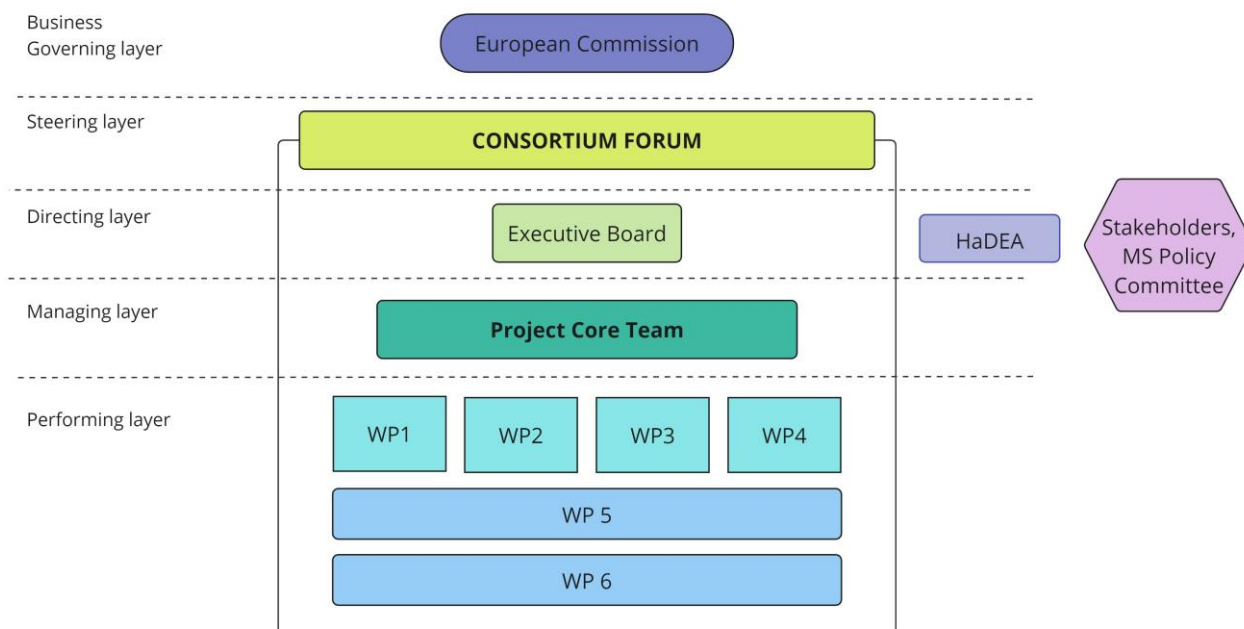 Business
Governing layer
European Commission
Steering layer
CONSORTIUM FORUM
Directing layer
Executive Board
HaDEA
Stakeholders,
MS Policy
Committee
Managing layer
Project Core Team
Performing layer
WP1
WP2
WP3
WP4
WP 5
WP 6